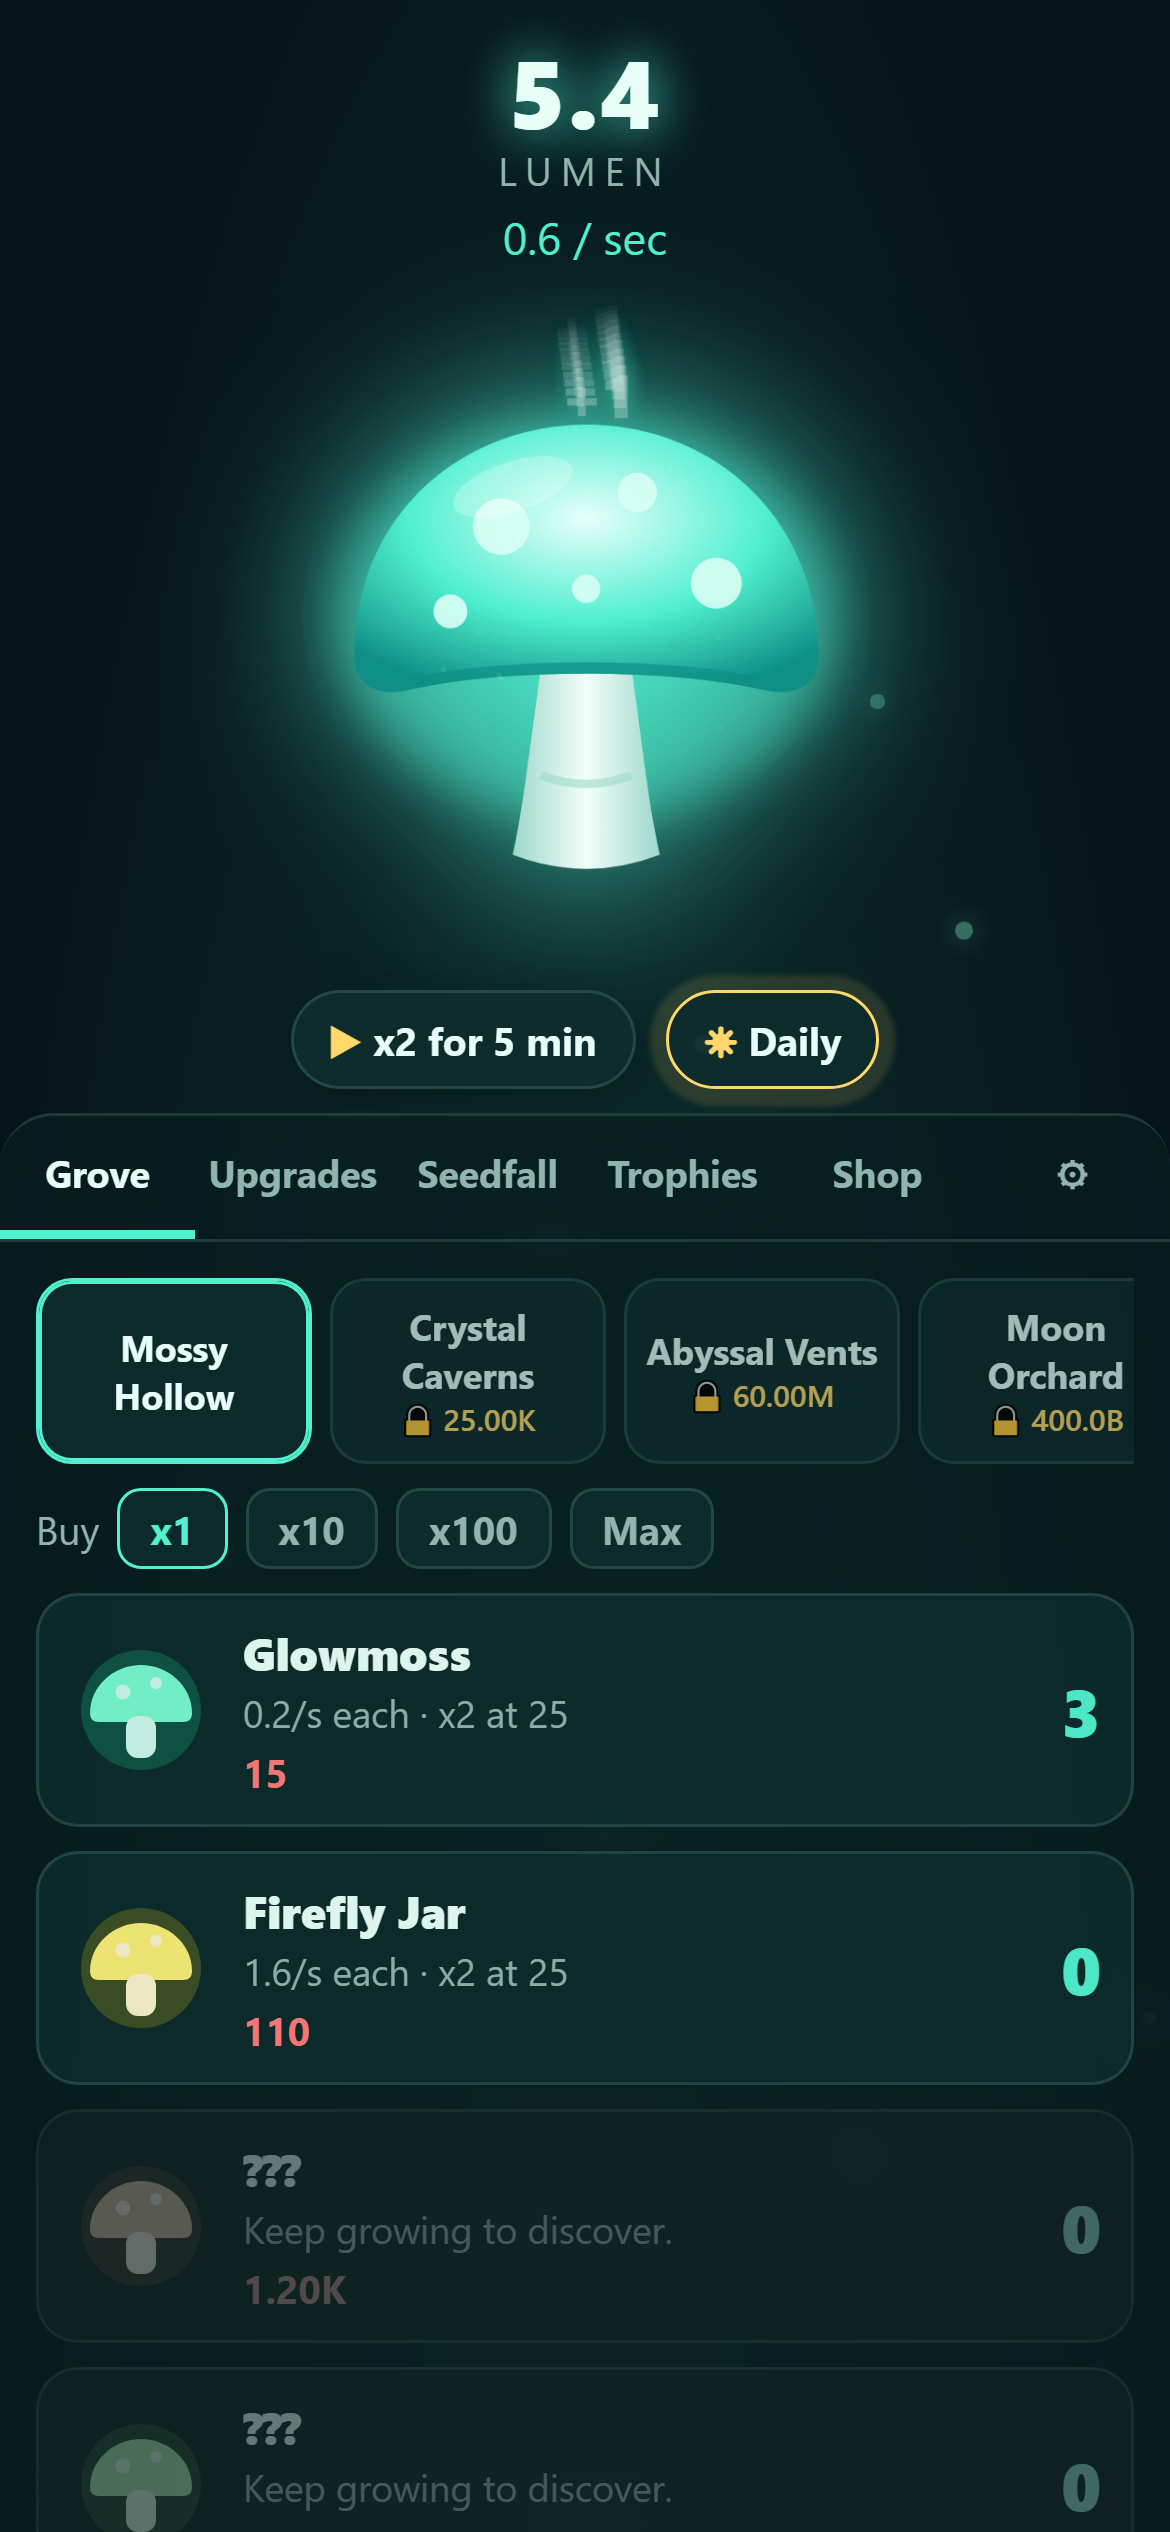 5.4
LUMEN
0.6 / sec
x2 for 5 min
Daily
Grove
Upgrades
Seedfall
Trophies
Shop
Mossy
Hollow
Crystal
Caverns
25.00K
Abyssal Vents
60.00M
Moon
Orchard
400.0B
Buy
x1
x10
x100
Max
Glowmoss
0.2/s each · x2 at 25
15
3
Firefly Jar
1.6/s each · x2 at 25
110
0
???
Keep growing to discover.
1.20K
0
???
Keep growing to discover.
0